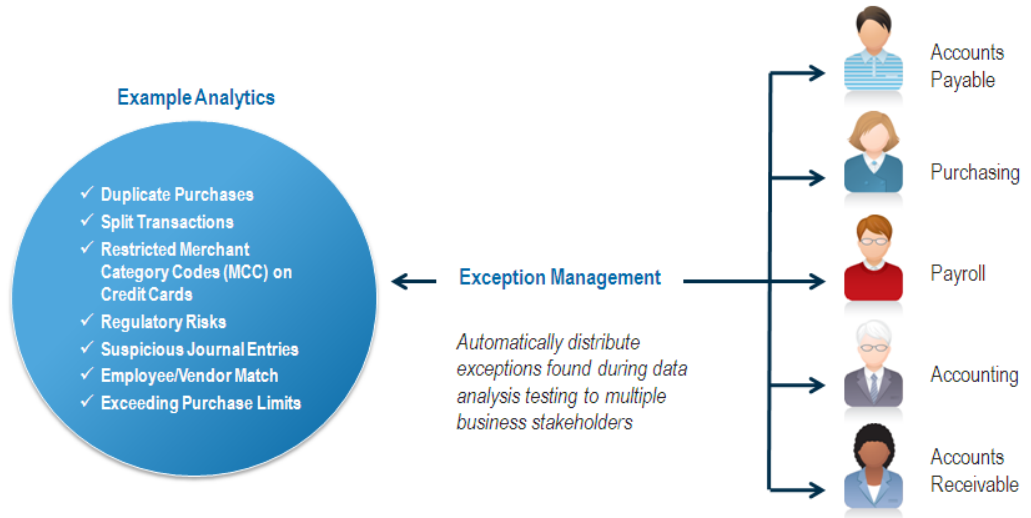 Example Analytics
✓ Duplicate Purchases
✓ Split Transactions
✓ Restricted Merchant
Category Codes (MCC) on
Credit Cards
✓ Regulatory Risks
✓ Suspicious Journal Entries
✓ Employee/Vendor Match
✓ Exceeding Purchase Limits
Exception Management
Automatically distribute
exceptions found during data
analysis testing to multiple
business stakeholders
Accounts
Payable
Purchasing
Payroll
Accounting
Accounts
Receivable